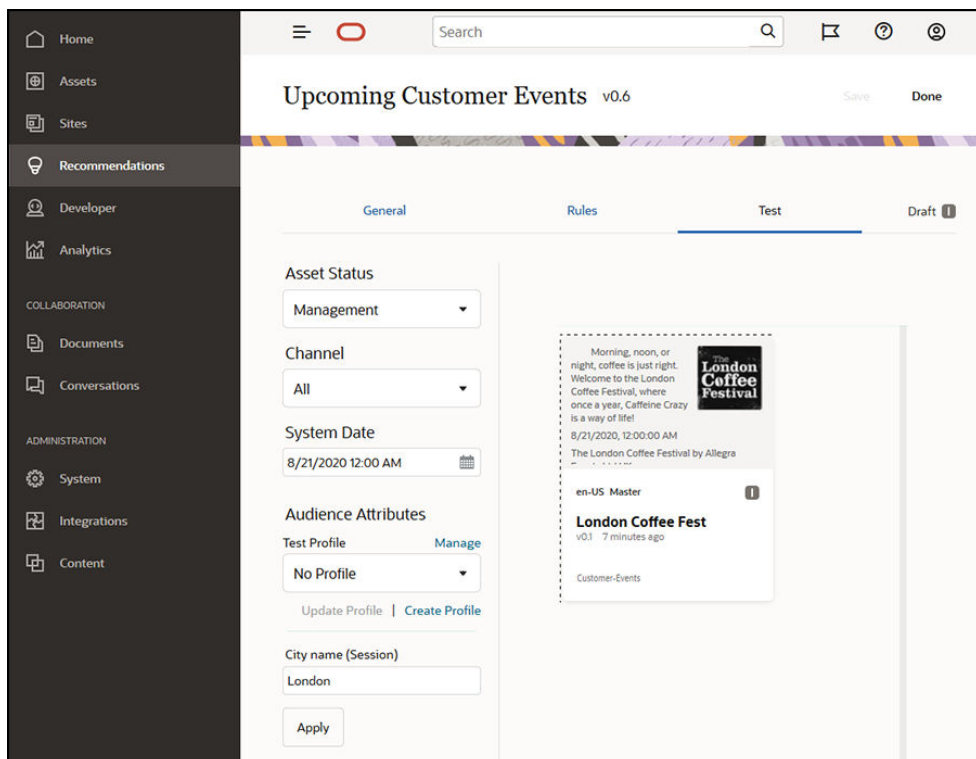 Home
Assets
Sites
Recommendations
Developer
Analytics
COLLABORATION
Documents
Conversations
ADMINISTRATION
System
Integrations
Content
Search
Upcoming Customer Events v0.6
Save
Done
General
Rules
Test
Draft
Asset Status
Management
Channel
All
System Date
8/21/2020 12:00 AM
Audience Attributes
Test Profile
Manage
No Profile
Update Profile | Create Profile
City name (Session)
London
Apply
Morning, noon, or
night, coffee is just right.
Welcome to the London
Coffee Festival, where
once a year, Caffeine Crazy
is a way of life!
The
London
Coffee
Festival
8/21/2020, 12:00:00 AM
The London Coffee Festival by Allegra
en-US Master
London Coffee Fest
v0.1 7 minutes ago
Customer-Events